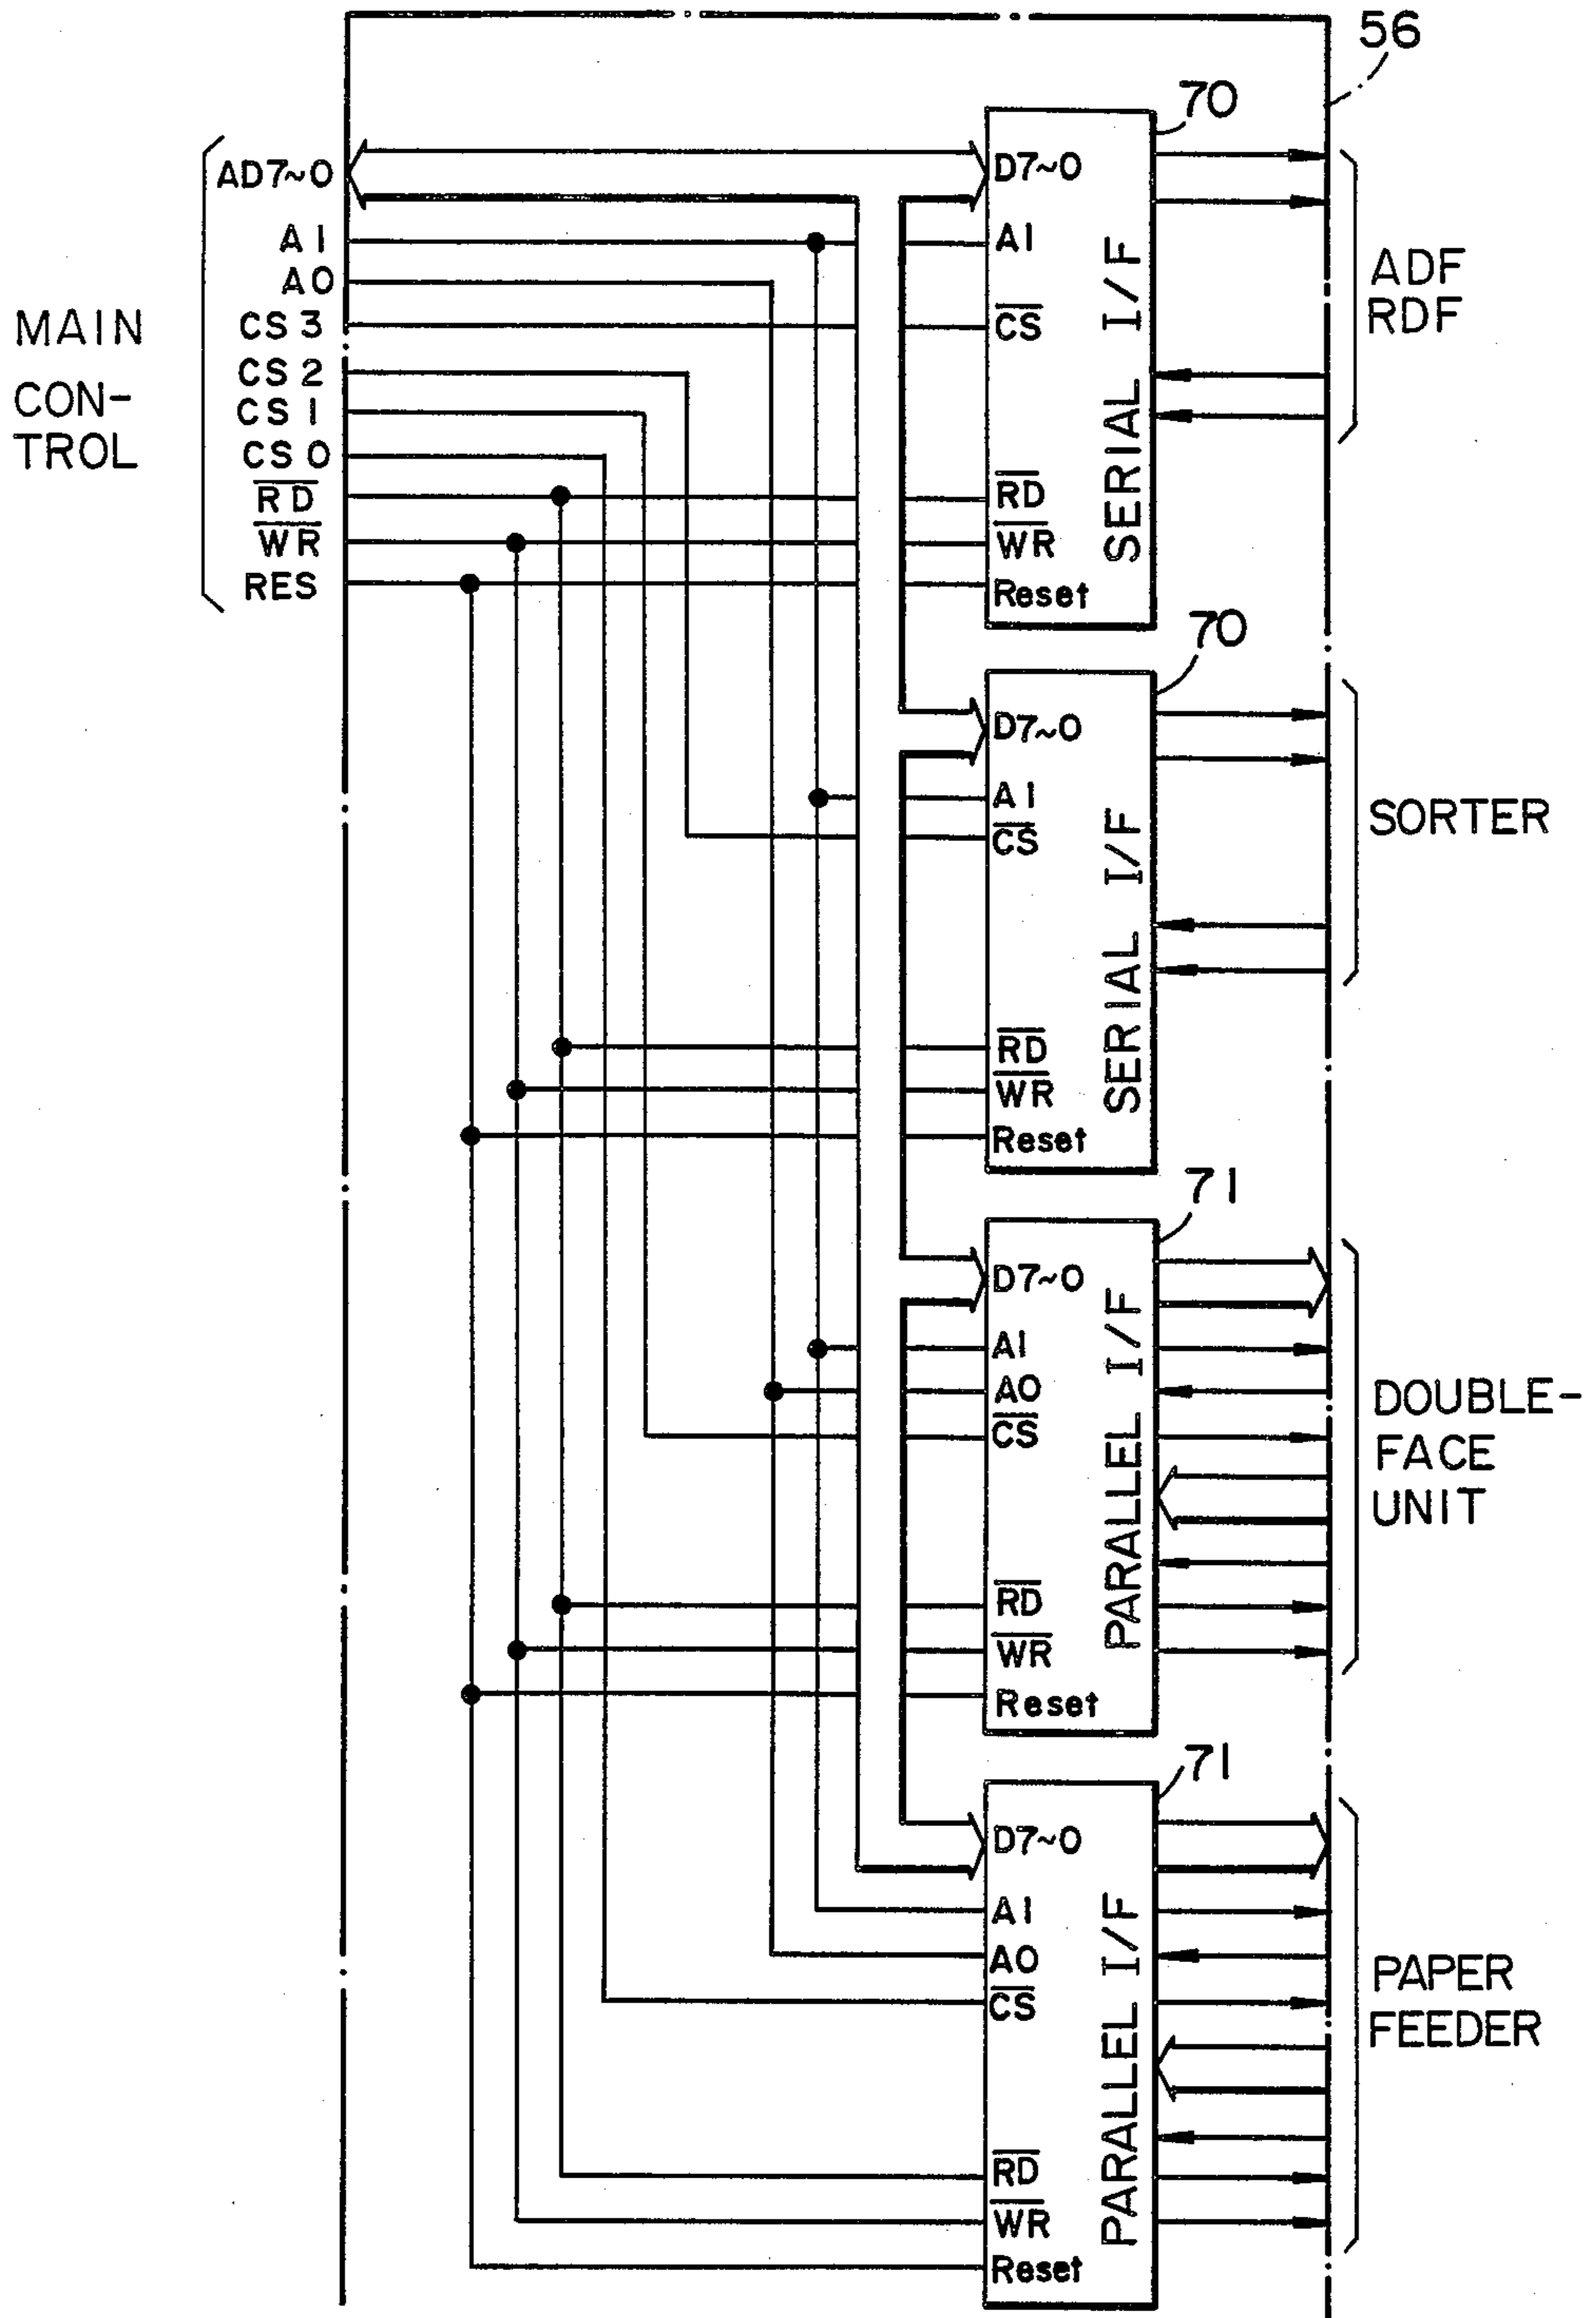 56
MAIN
CON-
TROL
AD7~0
A1
A0
CS3
CS2
CS1
CS0
RD
WR
RES
70
D7~0
A1
CS
RD
WR
Reset
SERIAL I/F
ADF
RDF
70
D7~0
A1
CS
RD
WR
Reset
SERIAL I/F
SORTER
71
D7~0
A1
A0
CS
RD
WR
Reset
PARALLEL I/F
DOUBLE-
FACE
UNIT
71
D7~0
A1
A0
CS
RD
WR
Reset
PARALLEL I/F
PAPER
FEEDER